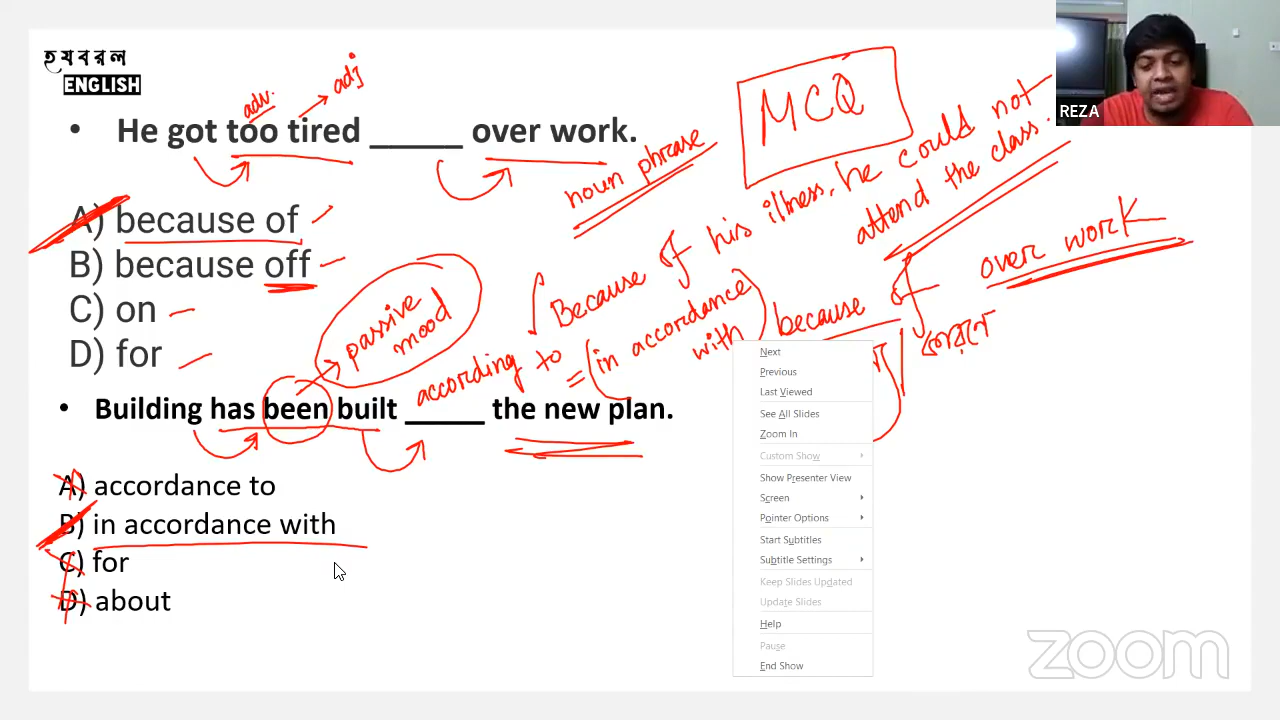 হ য ব র ল
ENGLISH
REZA
adv.
adj
• He got too tired _____ over work.
MCQ
noun phrase
A) because of
B) because off
C) on
D) for
Because of his illness, he could not
attend the class.
over work
because of
কারনে
passive
mood
according to
= (in accordance
with)
• Building has been built _____ the new plan.
A) accordance to
B) in accordance with
C) for
D) about
Next
Previous
Last Viewed
See All Slides
Zoom In
Custom Show
Show Presenter View
Screen
Pointer Options
Start Subtitles
Subtitle Settings
Keep Slides Updated
Update Slides
Help
Pause
End Show
zoom